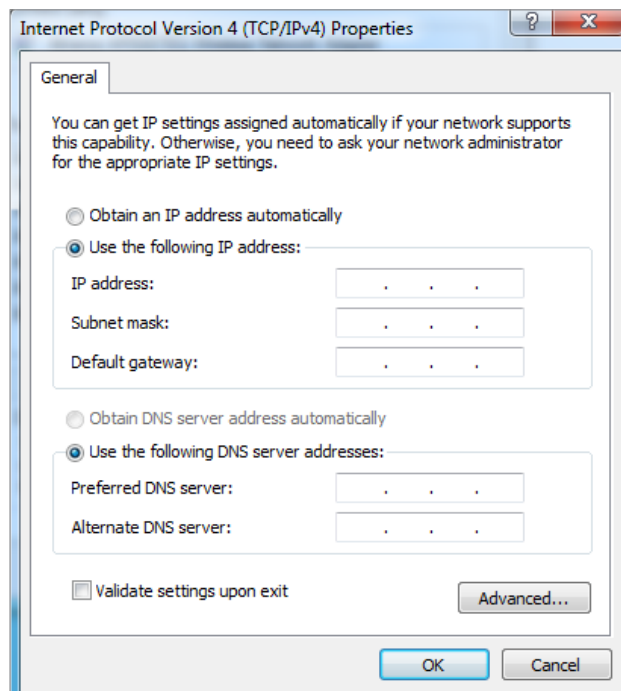 Internet Protocol Version 4 (TCP/IPv4) Properties
General
You can get IP settings assigned automatically if your network supports
this capability. Otherwise, you need to ask your network administrator
for the appropriate IP settings.
Obtain an IP address automatically
Use the following IP address:
IP address: . . .
Subnet mask: . . .
Default gateway: . . .
Obtain DNS server address automatically
Use the following DNS server addresses:
Preferred DNS server: . . .
Alternate DNS server: . . .
Validate settings upon exit
Advanced...
OK
Cancel